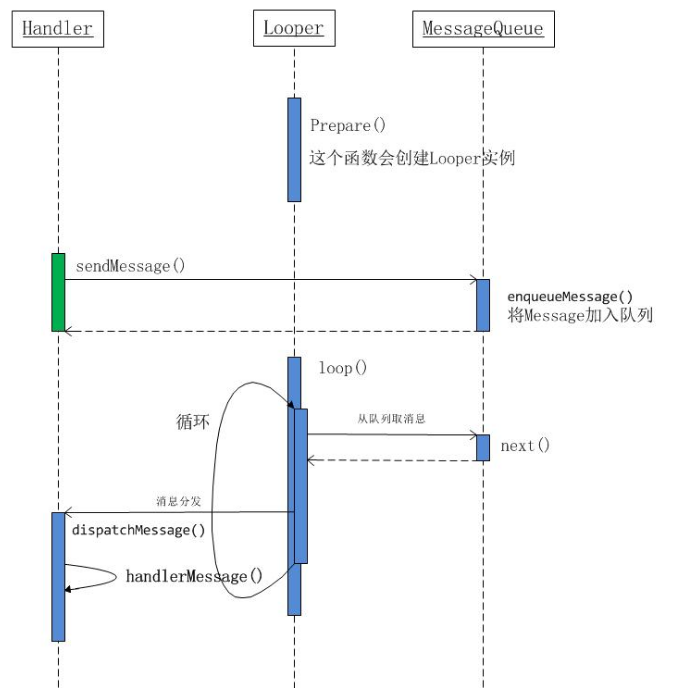 Handler
Looper
MessageQueue
Prepare()
这个函数会创建Looper实例
sendMessage()
enqueueMessage()
将Message加入队列
loop()
循环
从队列取消息
next()
消息分发
dispatchMessage()
handlerMessage()